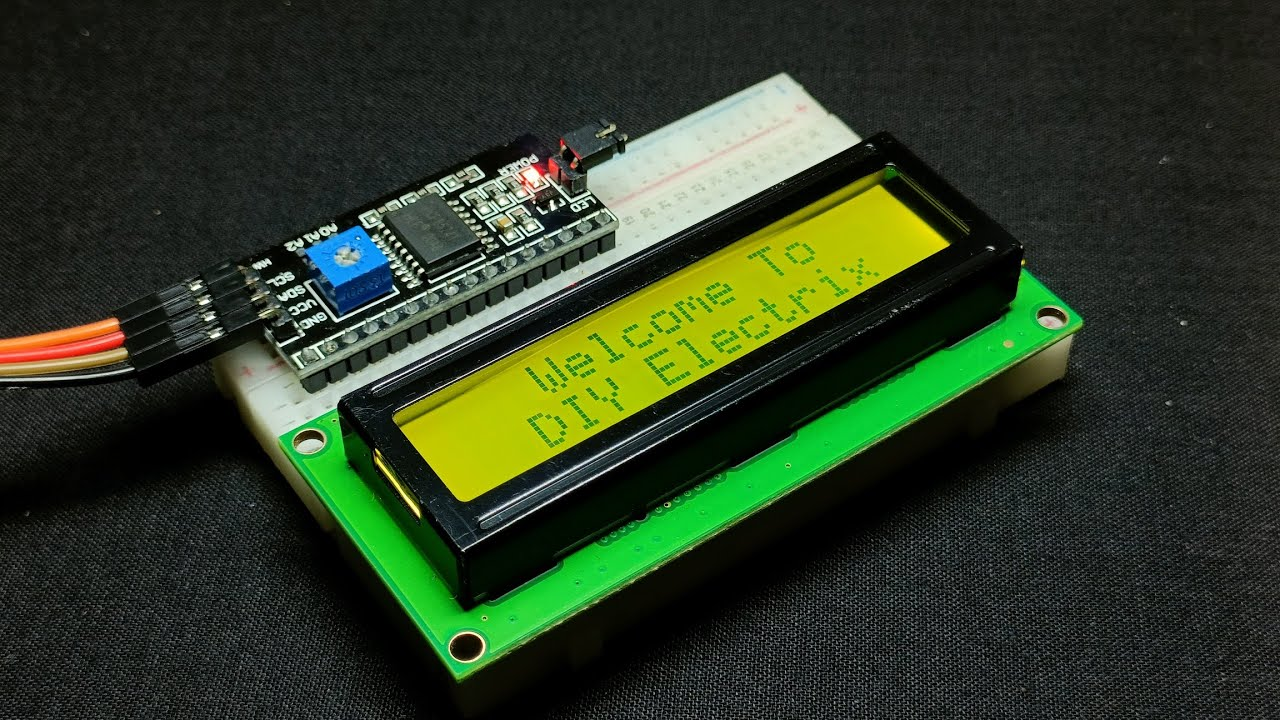 Welcome To
DIY Electrix
POWER
LED
A0A1A2
SCL
SDA
VCC
GND